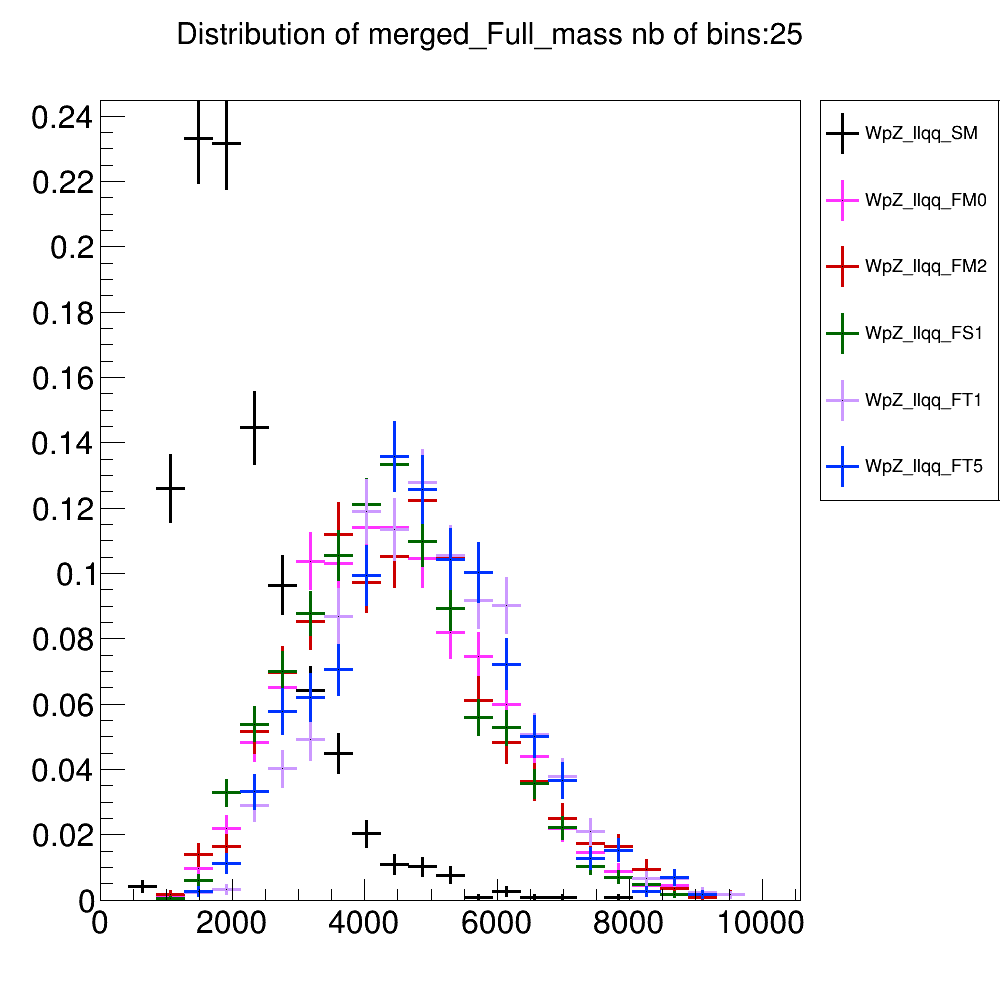 Distribution of merged_Full_mass nb of bins:25
0.24
0.22
0.2
0.18
0.16
0.14
0.12
0.1
0.08
0.06
0.04
0.02
0
0 2000 4000 6000 8000 10000
WpZ_llqq_SM
WpZ_llqq_FM0
WpZ_llqq_FM2
WpZ_llqq_FS1
WpZ_llqq_FT1
WpZ_llqq_FT5